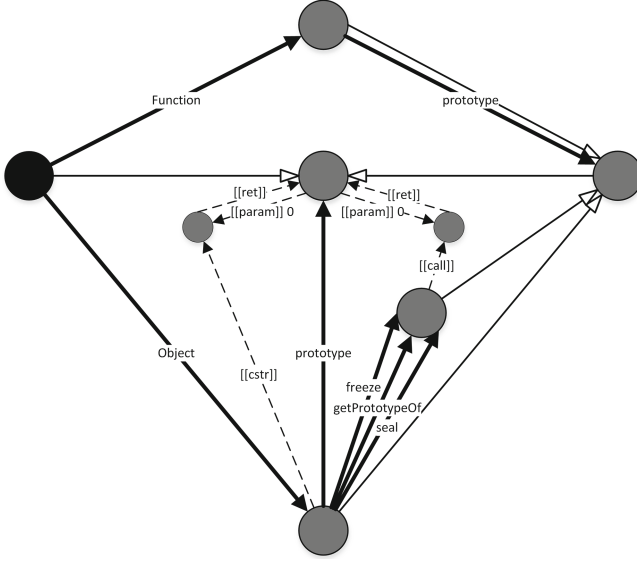 Function
prototype
[[ret]]
[[ret]]
[[param]] 0
[[param]] 0
[[call]]
Object
prototype
[[cstr]]
freeze
getPrototypeOf
seal